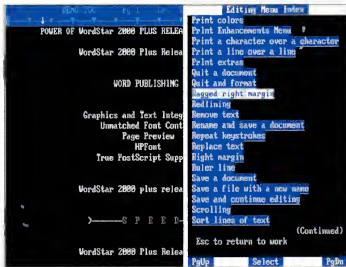 DEMO.DOC Pg 1
POWER OF WordStar 2000 PLUS RELEA
WordStar 2000 Plus Relea
WORD PUBLISHING
Graphics and Text Integ
Unmatched Font Cont
Page Preview
HPfont
True PostScript Supp
WordStar 2000 plus relea
S P E E D
WordStar 2000 Plus Relea
Editing Menu Index
Print colors
Print Enhancements Menu
Print a character over a character
Print a line over a line
Print extras
Quit a document
Quit and format
Ragged right margin
Redlining
Remove text
Rename and save a document
Repeat keystrokes
Replace text
Right margin
Ruler line
Save a document
Save a file with a new name
Save and continue editing
Scrolling
Sort lines of text
(Continued)
Esc to return to work
PgUp Select PgDn